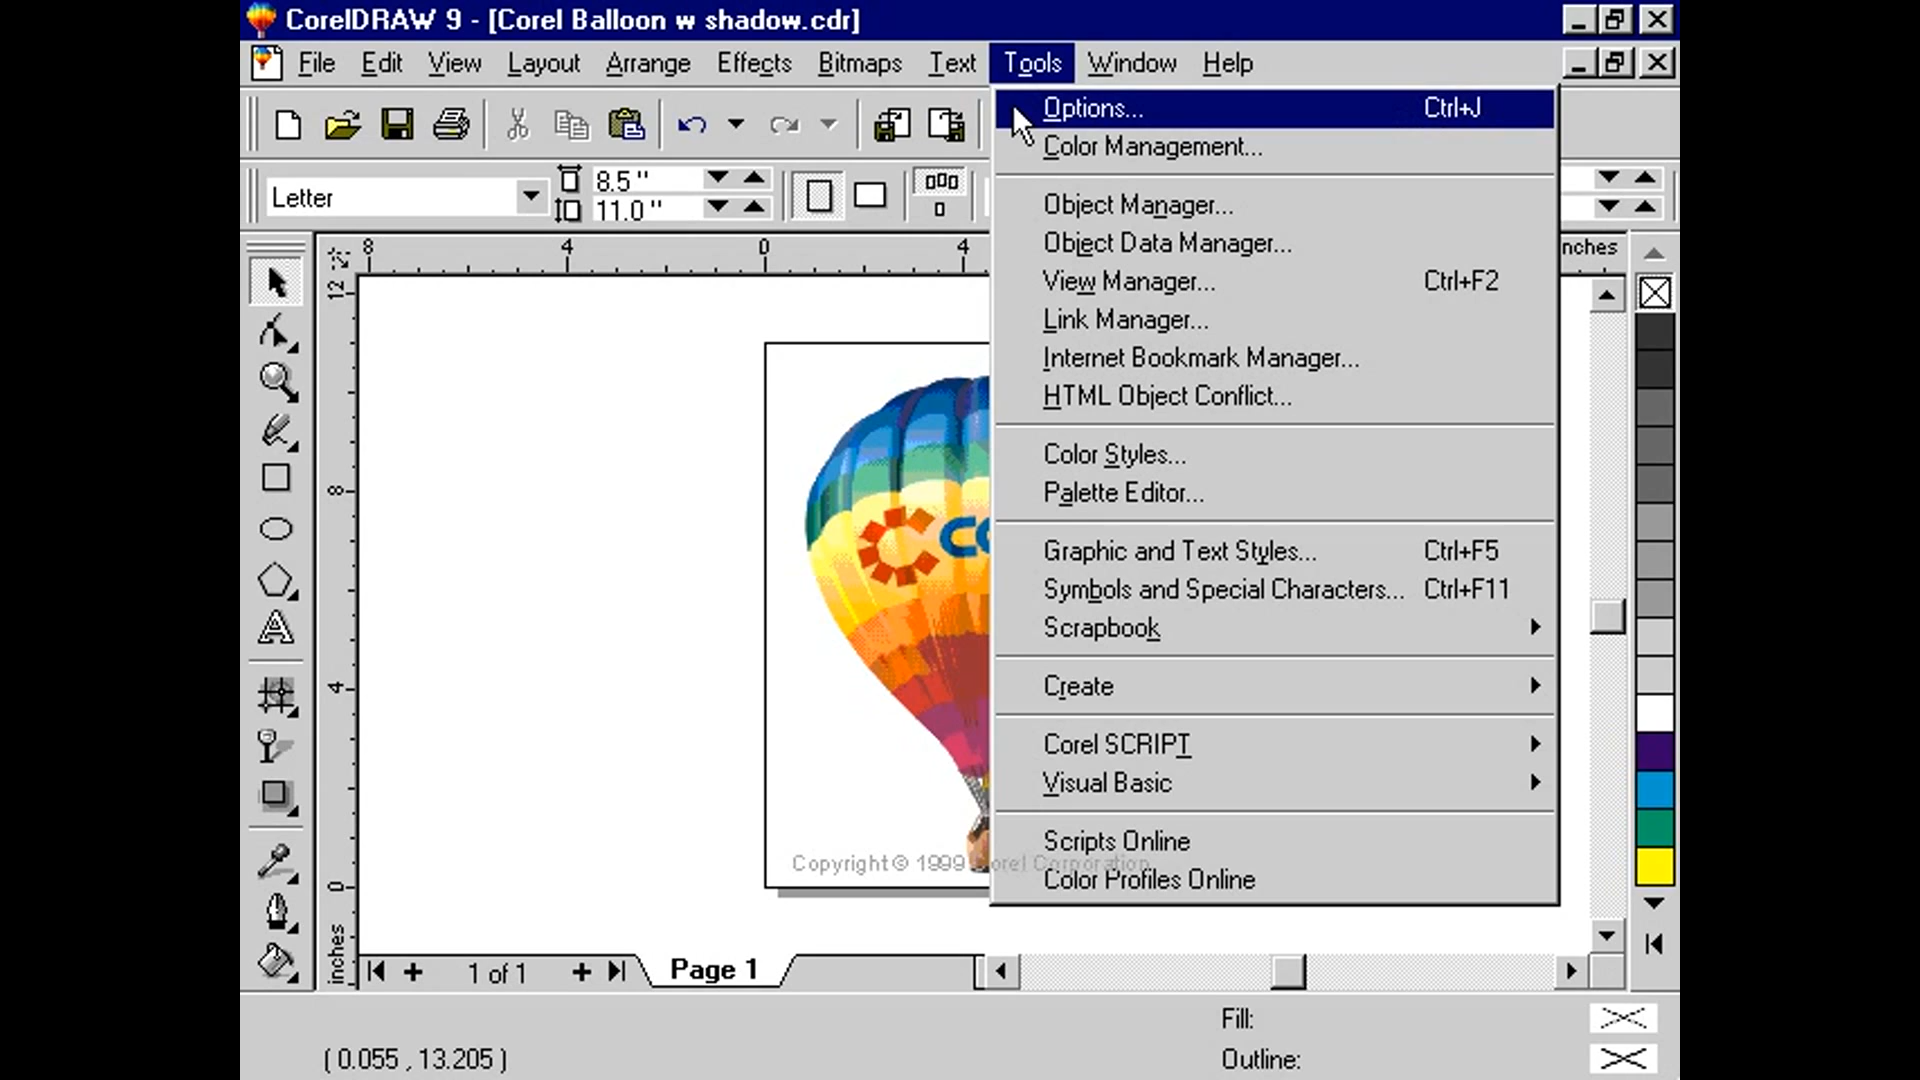 CorelDRAW 9 - [Corel Balloon w shadow.cdr]
File Edit View Layout Arrange Effects Bitmaps Text Tools Window Help
Letter
8.5 "
11.0 "
8 4 0 4 nches
12
8
4
0
inches
Options... Ctrl+J
Color Management...
Object Manager...
Object Data Manager...
View Manager... Ctrl+F2
Link Manager...
Internet Bookmark Manager...
HTML Object Conflict...
Color Styles...
Palette Editor...
Graphic and Text Styles... Ctrl+F5
Symbols and Special Characters... Ctrl+F11
Scrapbook
Create
Corel SCRIPT
Visual Basic
Scripts Online
Color Profiles Online
C co
Copyright © 1999 Corel Corporation
1 of 1 Page 1
Fill:
( 0.055 , 13.205 ) Outline: